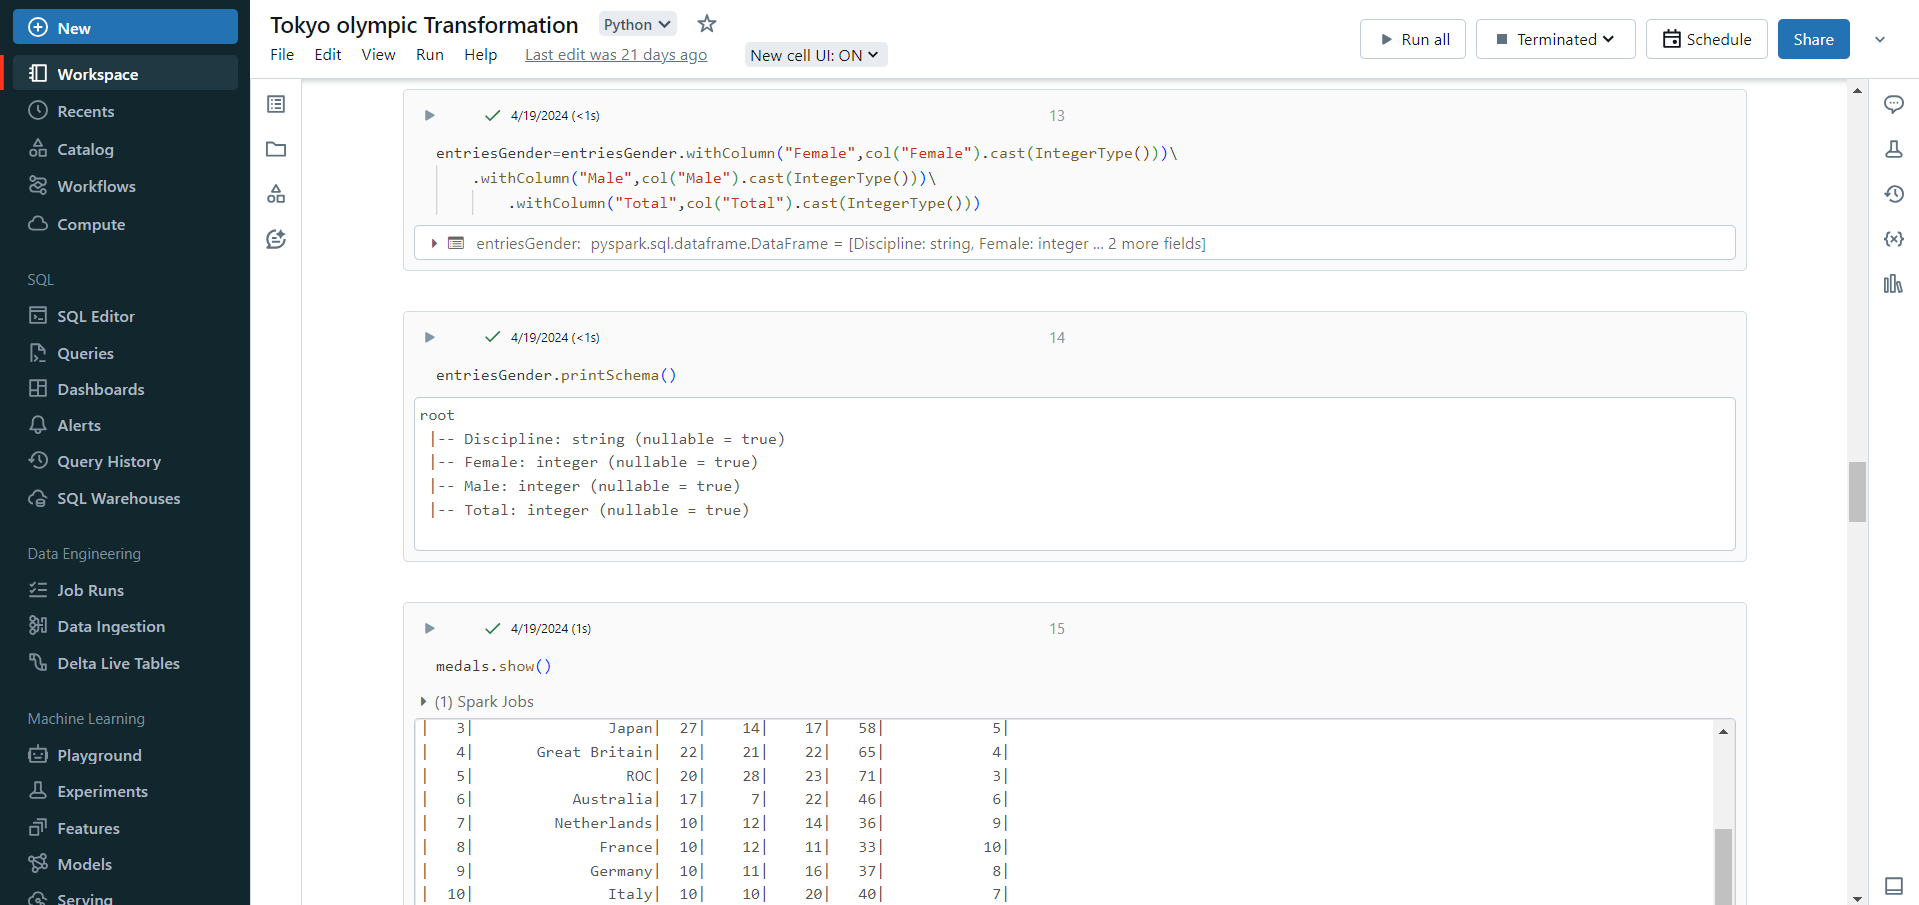 New
Workspace
Recents
Catalog
Workflows
Compute
SQL
SQL Editor
Queries
Dashboards
Alerts
Query History
SQL Warehouses
Data Engineering
Job Runs
Data Ingestion
Delta Live Tables
Machine Learning
Playground
Experiments
Features
Models
Serving
Tokyo olympic Transformation Python
File Edit View Run Help Last edit was 21 days ago New cell UI: ON
Run all Terminated Schedule Share
4/19/2024 (<1s) 13
entriesGender=entriesGender.withColumn("Female",col("Female").cast(IntegerType()))\
.withColumn("Male",col("Male").cast(IntegerType()))\
.withColumn("Total",col("Total").cast(IntegerType()))
entriesGender: pyspark.sql.dataframe.DataFrame = [Discipline: string, Female: integer ... 2 more fields]
4/19/2024 (<1s) 14
entriesGender.printSchema()
root
|-- Discipline: string (nullable = true)
|-- Female: integer (nullable = true)
|-- Male: integer (nullable = true)
|-- Total: integer (nullable = true)
4/19/2024 (1s) 15
medals.show()
(1) Spark Jobs
| 3| Japan| 27| 14| 17| 58| 5|
| 4| Great Britain| 22| 21| 22| 65| 4|
| 5| ROC| 20| 28| 23| 71| 3|
| 6| Australia| 17| 7| 22| 46| 6|
| 7| Netherlands| 10| 12| 14| 36| 9|
| 8| France| 10| 12| 11| 33| 10|
| 9| Germany| 10| 11| 16| 37| 8|
| 10| Italy| 10| 10| 20| 40| 7|